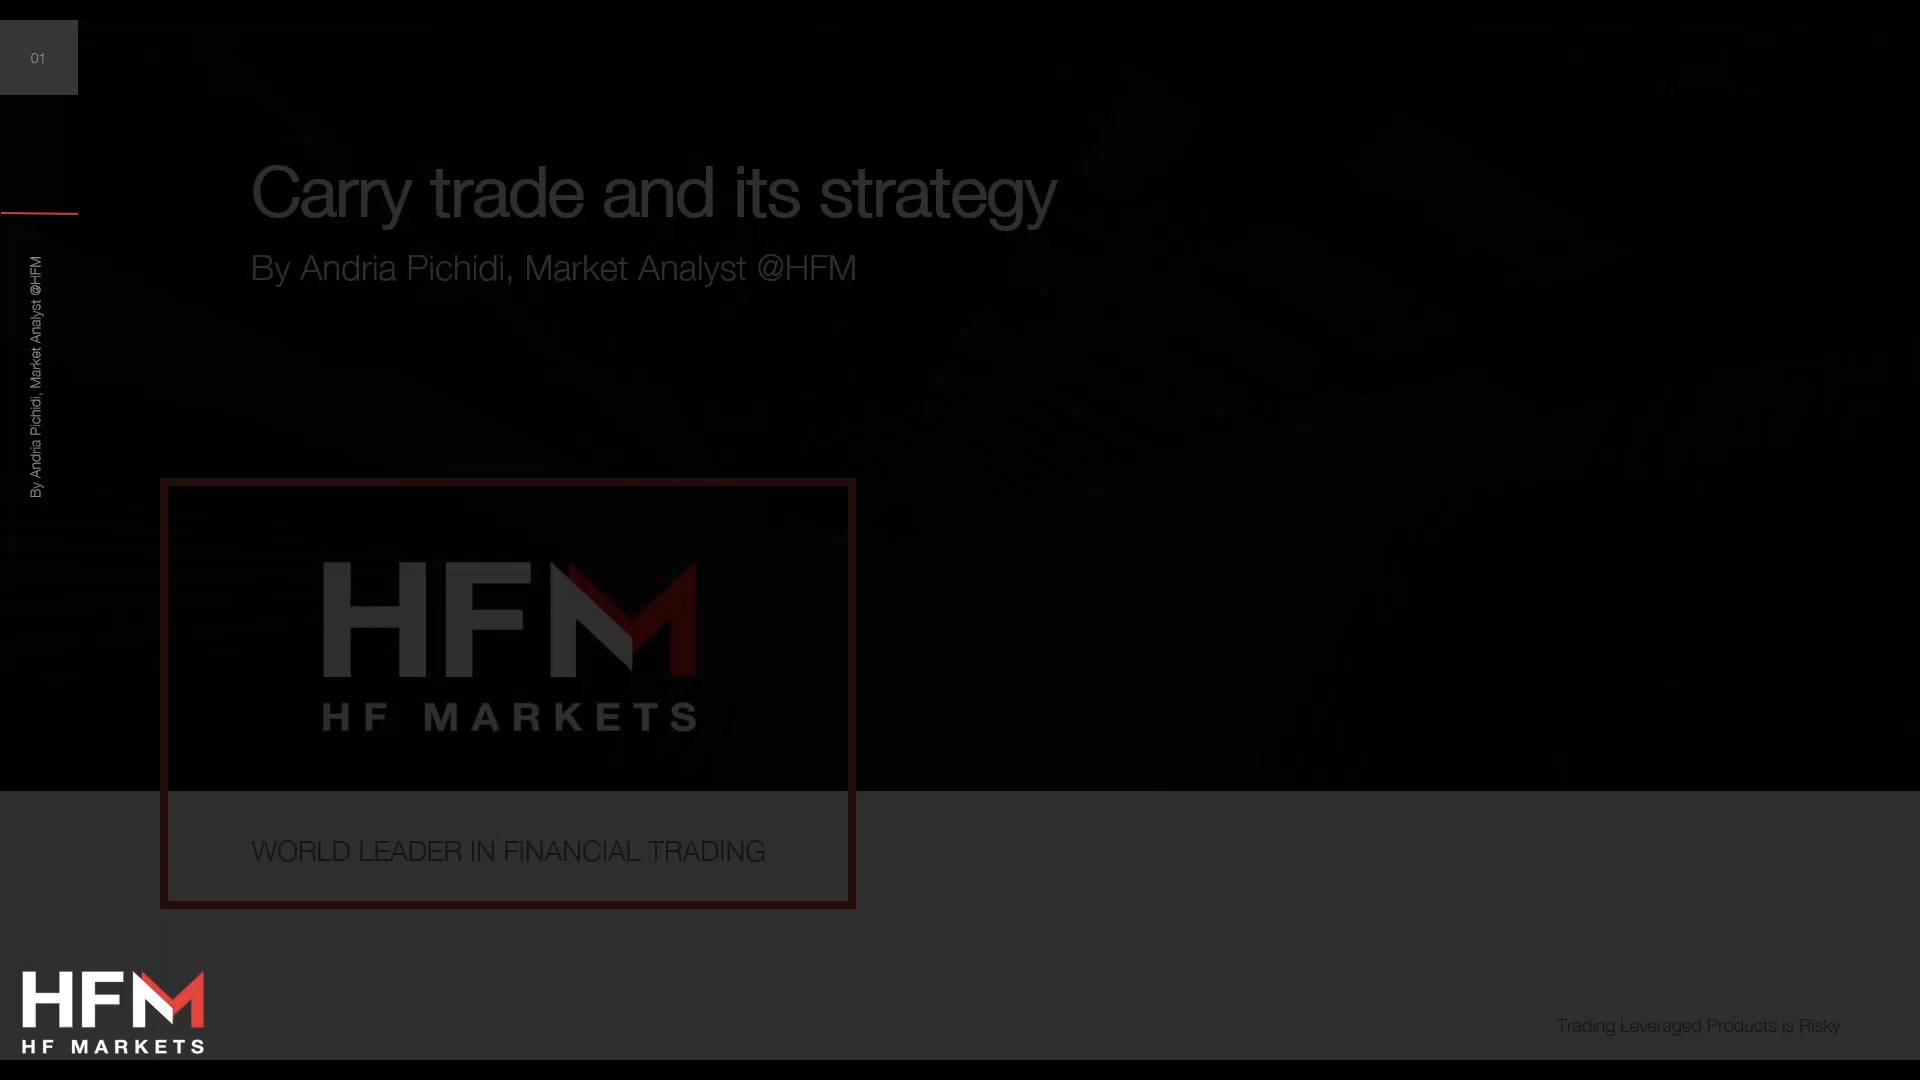 01
Carry trade and its strategy
By Andria Pichidi, Market Analyst @HFM
By Andria Pichidi, Market Analyst @HFM
HFM
HF MARKETS
WORLD LEADER IN FINANCIAL TRADING
HFM
HF MARKETS
Trading Leveraged Products is Risky